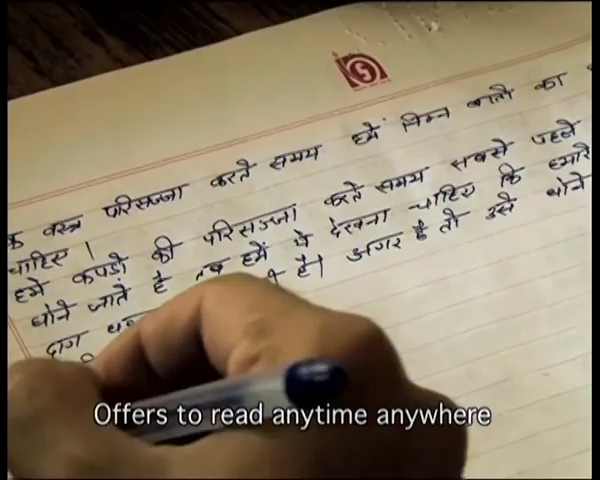 वस्त्र परिसज्जा करते समय हमें निम्न बातों का
चाहिए ।
हमे कपड़ो की परिसज्जा करते समय सबसे पहले
धोने जाते है तब हमें ये देखना चाहिए कि हमारे
दाग है। अगर है तो उसे धोने
Offers to read anytime anywhere